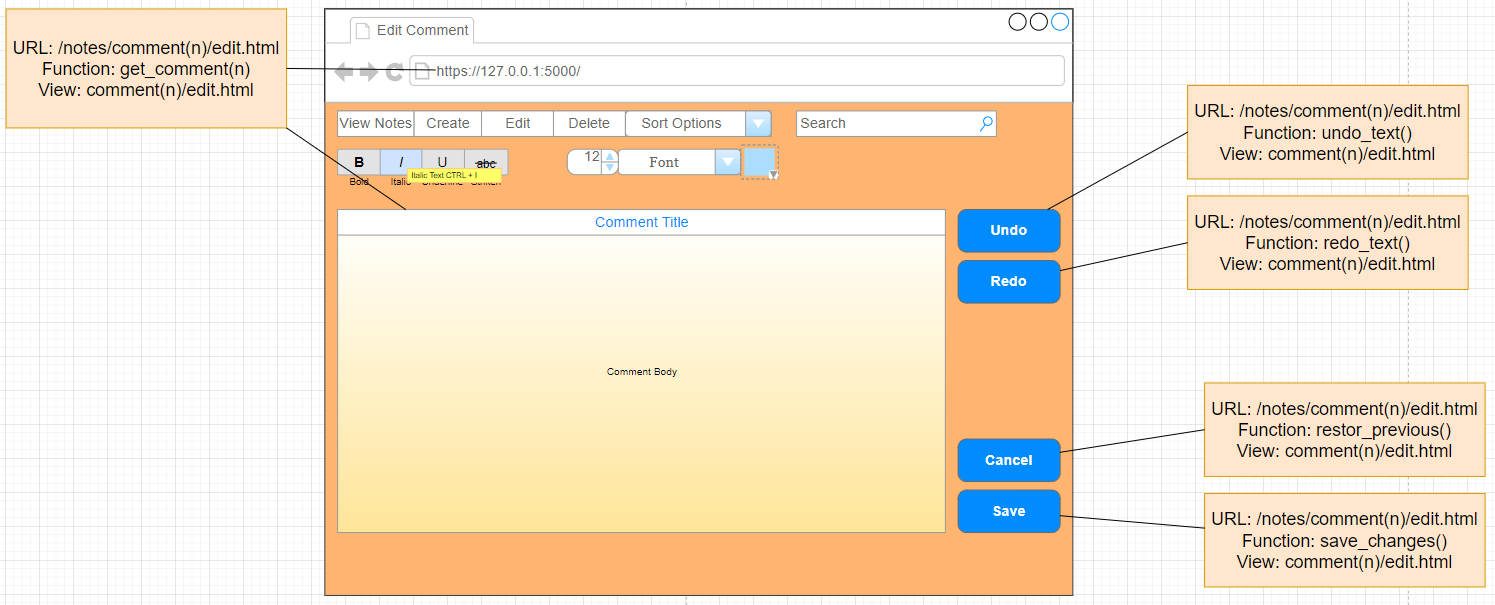 URL: /notes/comment(n)/edit.html
Function: get_comment(n)
View: comment(n)/edit.html
Edit Comment
https://127.0.0.1:5000/
View Notes Create Edit Delete Sort Options Search
B I U abc 12 Font
Italic Text CTRL + I
Bold Italic Underline Striken
Comment Title
Comment Body
Undo
Redo
Cancel
Save
URL: /notes/comment(n)/edit.html
Function: undo_text()
View: comment(n)/edit.html
URL: /notes/comment(n)/edit.html
Function: redo_text()
View: comment(n)/edit.html
URL: /notes/comment(n)/edit.html
Function: restor_previous()
View: comment(n)/edit.html
URL: /notes/comment(n)/edit.html
Function: save_changes()
View: comment(n)/edit.html